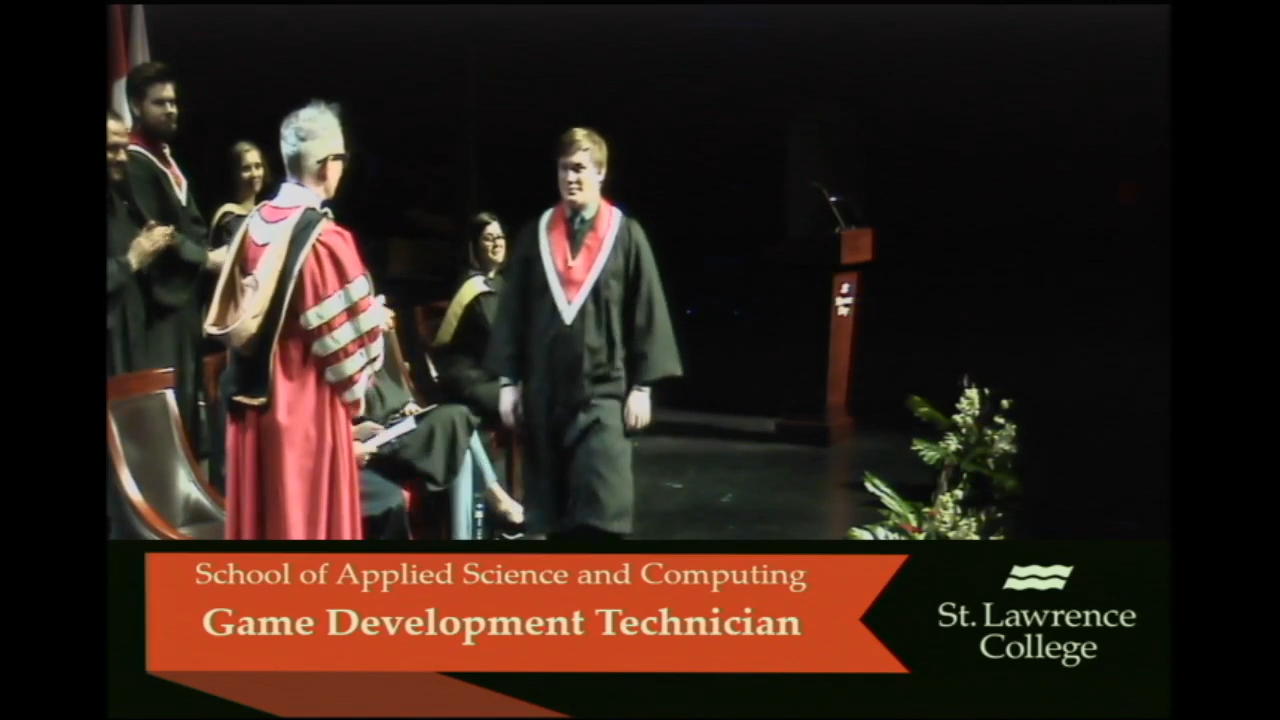 School of Applied Science and Computing
Game Development Technician
St. Lawrence
College